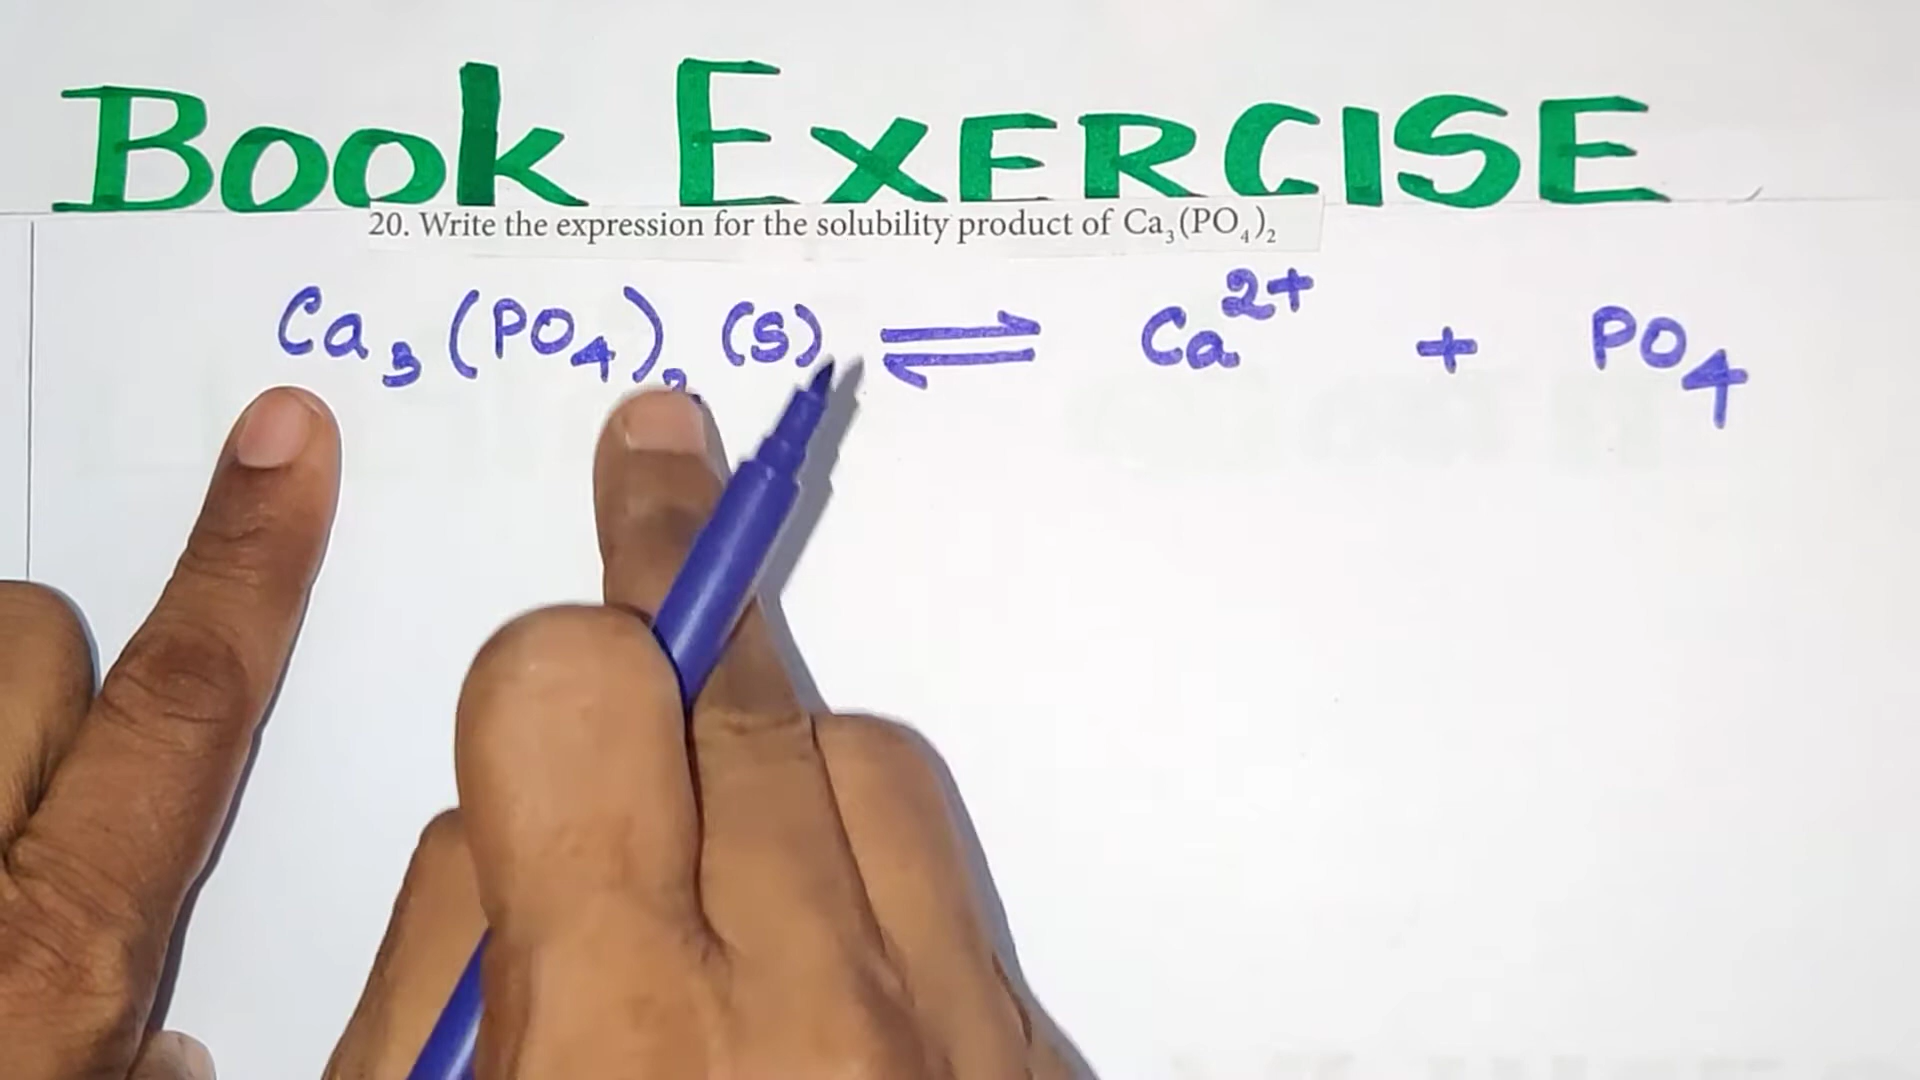 BOOK EXERCISE
20. Write the expression for the solubility product of Ca₃(PO₄)₂
Ca₃(PO₄)₂ (s) ⇌ Ca²⁺ + PO₄